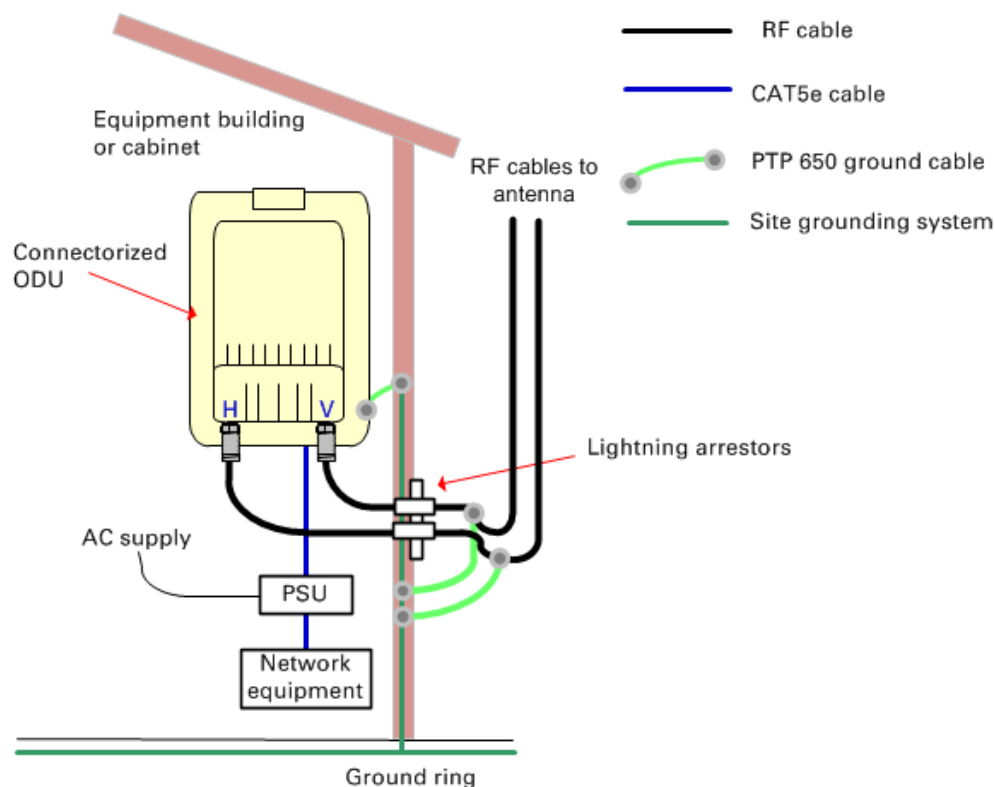 RF cable
CAT5e cable
Equipment building
or cabinet
PTP 650 ground cable
RF cables to
antenna
Site grounding system
Connectorized
ODU
H
V
Lightning arrestors
AC supply
PSU
Network
equipment
Ground ring